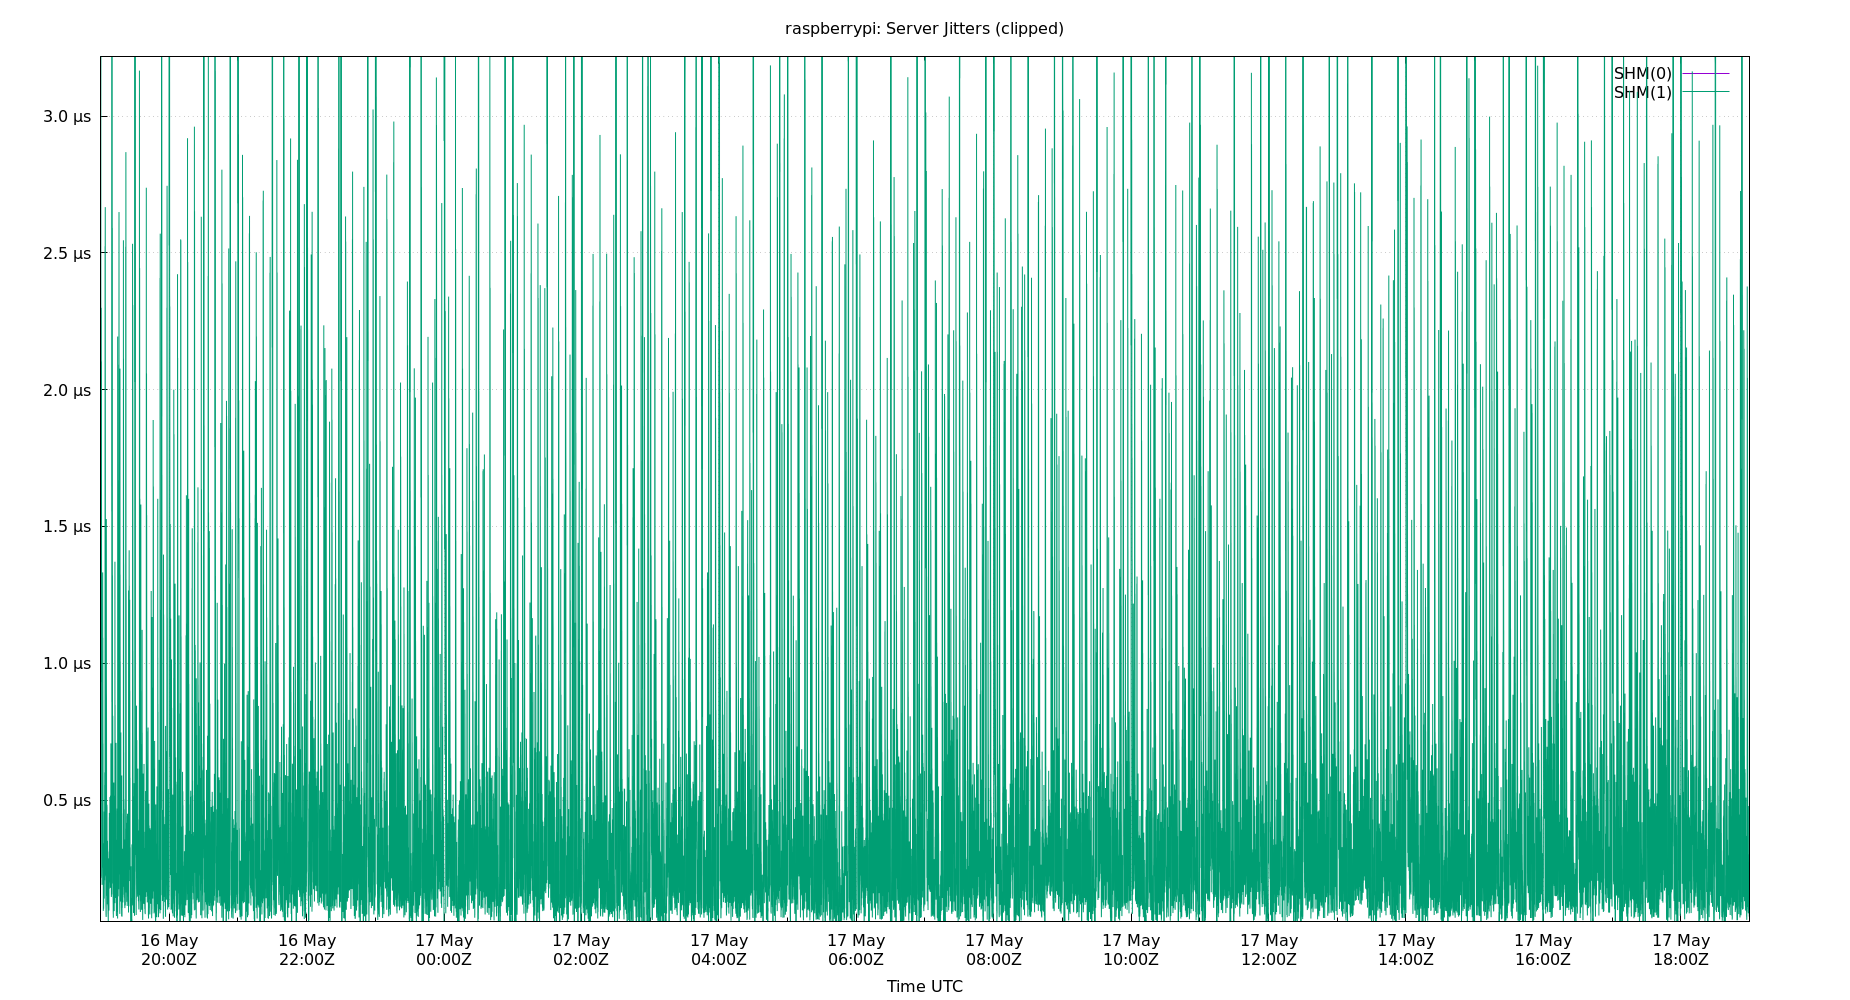 raspberrypi: Server Jitters (clipped)
SHM(0)
SHM(1)
3.0 µs
2.5 µs
2.0 µs
1.5 µs
1.0 µs
0.5 µs
16 May 16 May 17 May 17 May 17 May 17 May 17 May 17 May 17 May 17 May 17 May 17 May
20:00Z 22:00Z 00:00Z 02:00Z 04:00Z 06:00Z 08:00Z 10:00Z 12:00Z 14:00Z 16:00Z 18:00Z
Time UTC